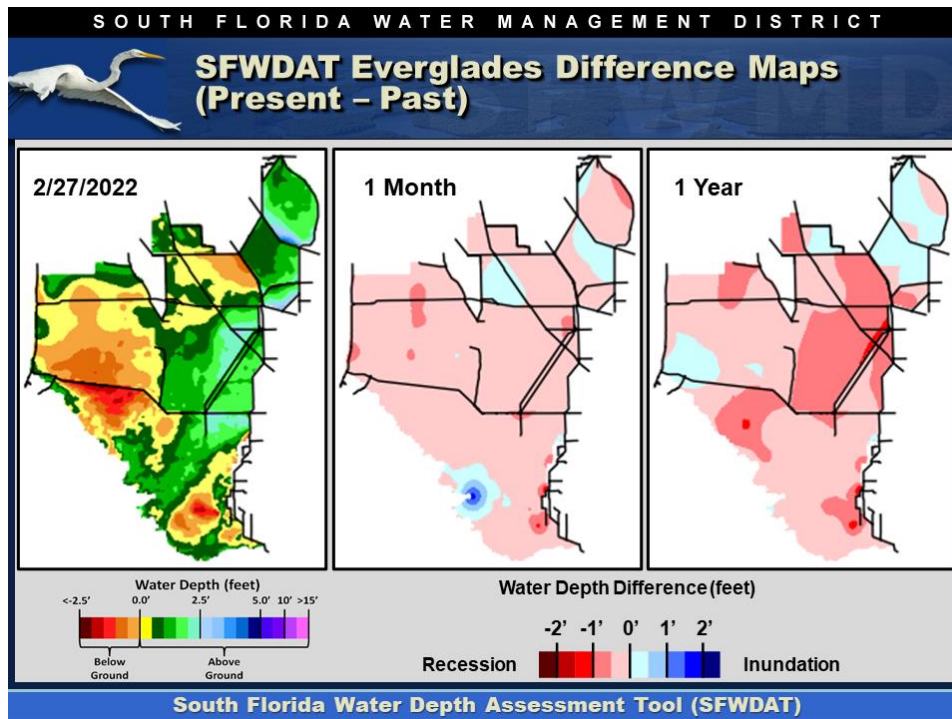 SOUTH FLORIDA WATER MANAGEMENT DISTRICT
SFWDAT Everglades Difference Maps
(Present – Past)
SFWMD
2/27/2022
1 Month
1 Year
Water Depth (feet)
<-2.5' 0.0' 2.5' 5.0' 10' >15'
Below
Ground
Above
Ground
Water Depth Difference (feet)
-2' -1' 0' 1' 2'
Recession
Inundation
South Florida Water Depth Assessment Tool (SFWDAT)